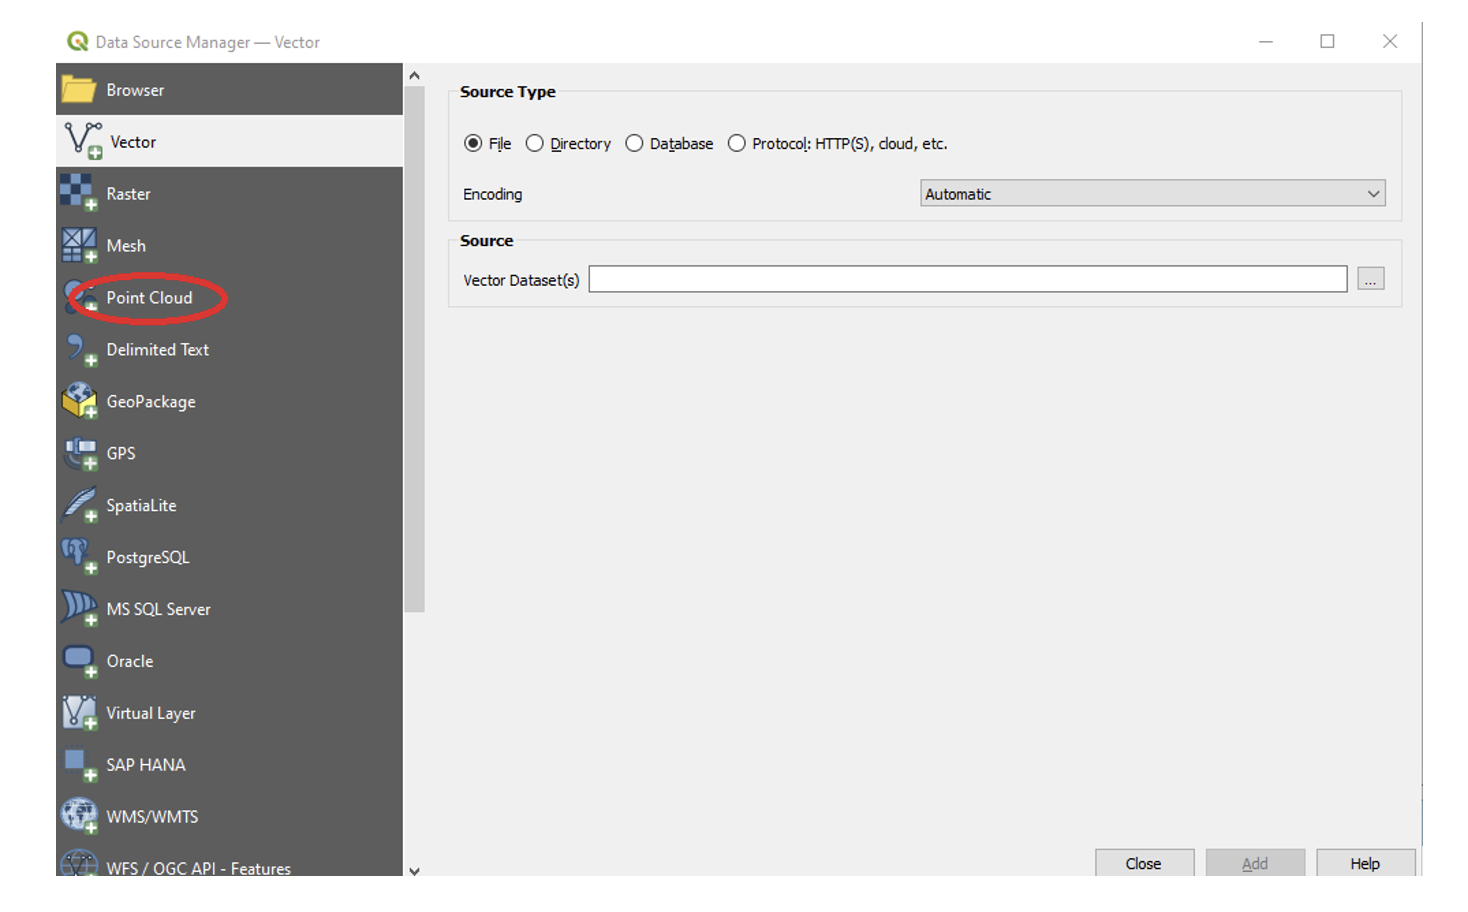 Data Source Manager — Vector
Browser
Vector
Raster
Mesh
Point Cloud
Delimited Text
GeoPackage
GPS
SpatiaLite
PostgreSQL
MS SQL Server
Oracle
Virtual Layer
SAP HANA
WMS/WMTS
WFS / OGC API - Features
Source Type
File Directory Database Protocol: HTTP(S), cloud, etc.
Encoding Automatic
Source
Vector Dataset(s) ...
Close Add Help